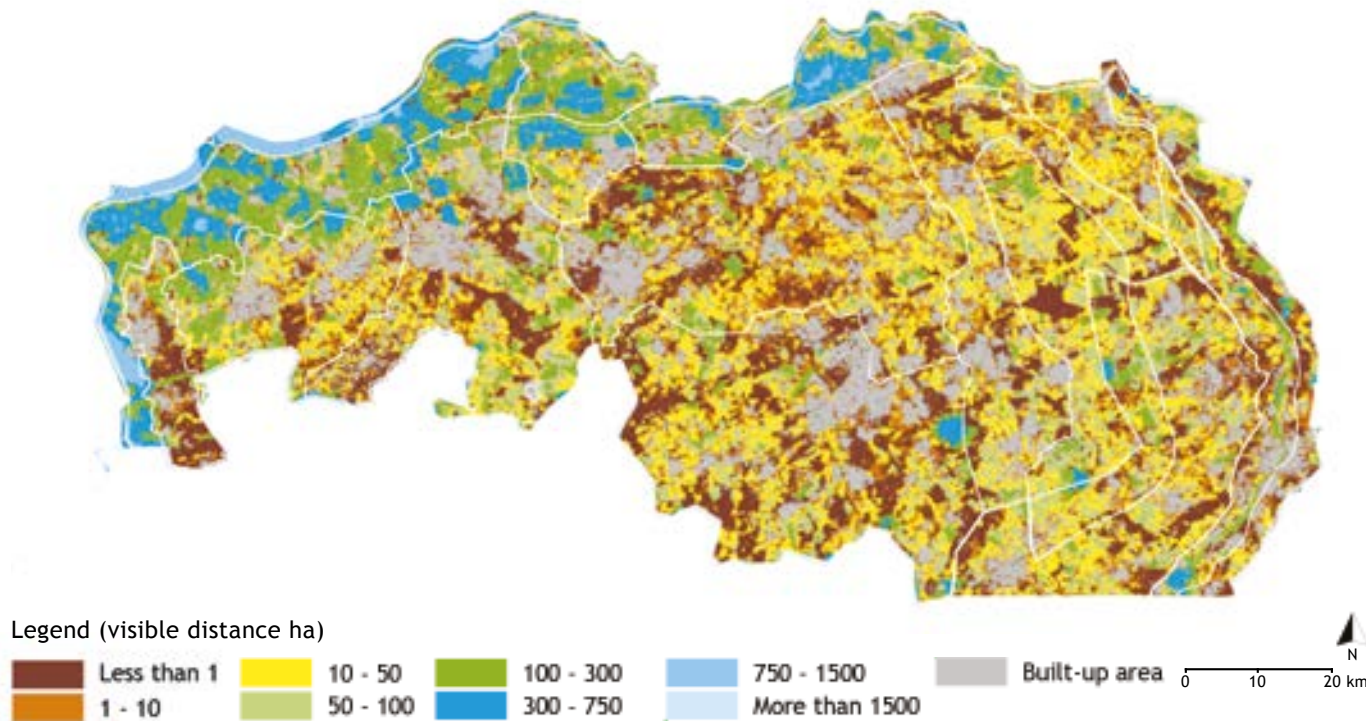 Legend (visible distance ha)
Less than 1
1 - 10
10 - 50
50 - 100
100 - 300
300 - 750
750 - 1500
More than 1500
Built-up area
N
0 10 20 km